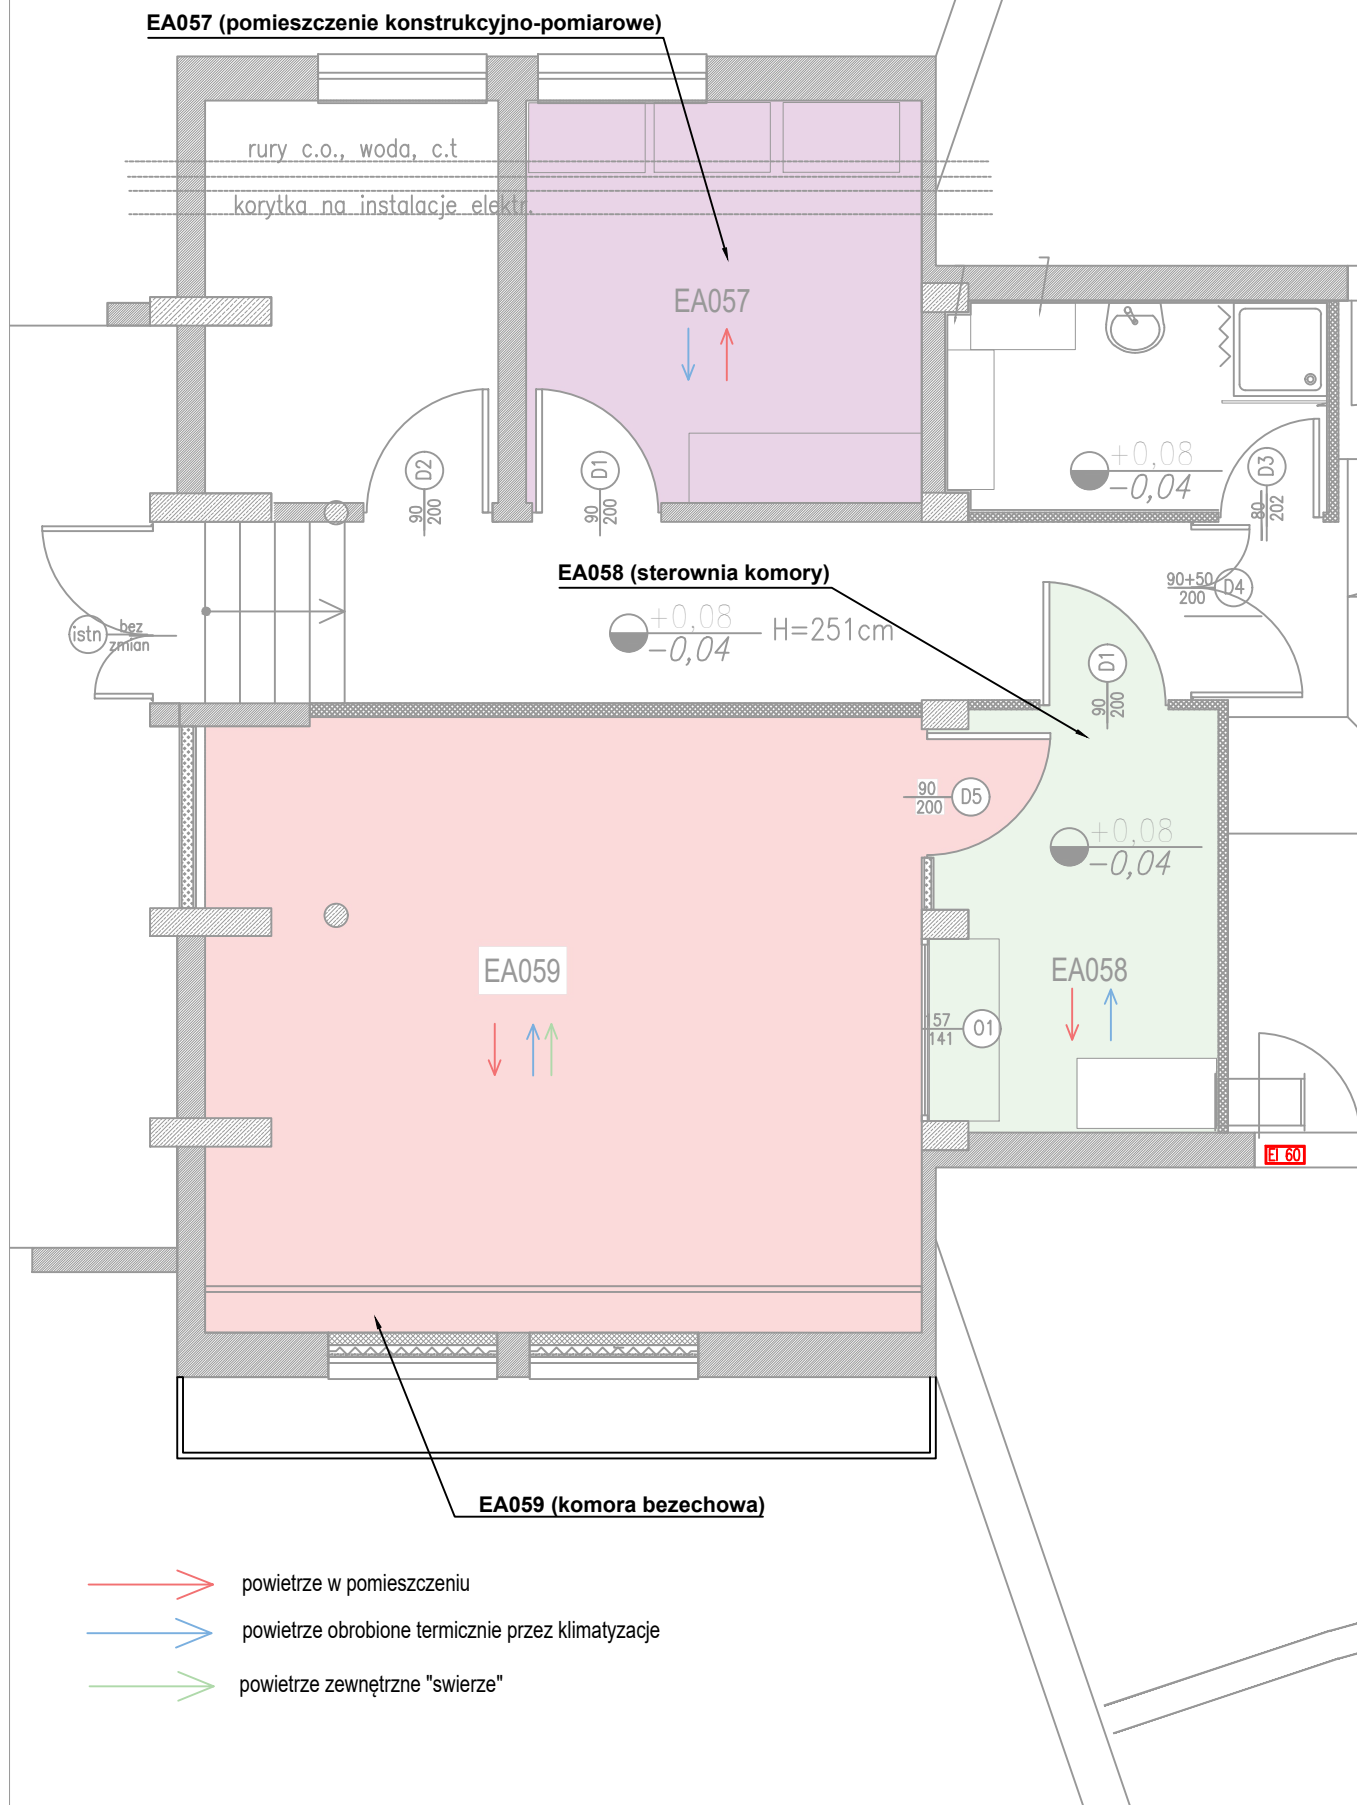 EA057 (pomieszczenie konstrukcyjno-pomiarowe)
rury c.o., woda, c.t
korytka na instalacje elektr.
EA057
D2
90
200
D1
90
200
+0,08
-0,04
D3
80
202
EA058 (sterownia komory)
90+50
200
D4
istn
bez
zmian
+0,08
-0,04
H=251cm
D1
90
200
90
200
D5
+0,08
-0,04
EA059
EA058
57
141
O1
EI 60
EA059 (komora bezechowa)
powietrze w pomieszczeniu
powietrze obrobione termicznie przez klimatyzacje
powietrze zewnętrzne "swierze"